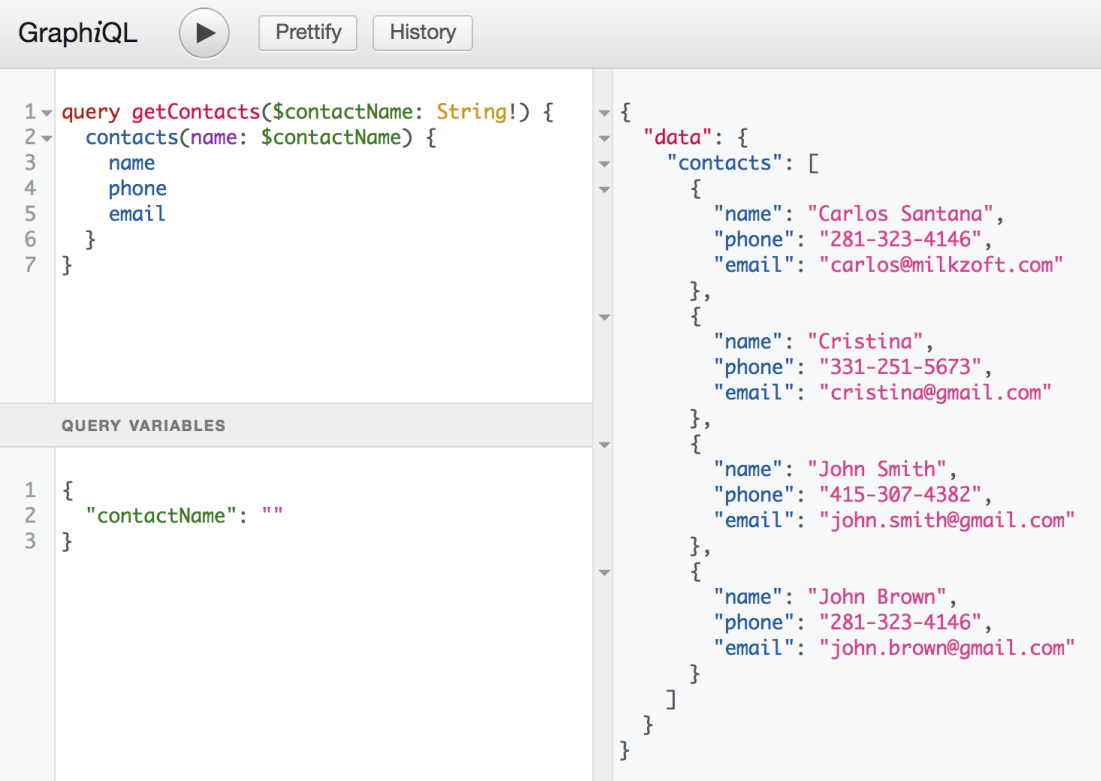 GraphiQL Prettify History
1 query getContacts($contactName: String!) {
2 contacts(name: $contactName) {
3 name
4 phone
5 email
6 }
7 }
QUERY VARIABLES
1 {
2 "contactName": ""
3 }
{
"data": {
"contacts": [
{
"name": "Carlos Santana",
"phone": "281-323-4146",
"email": "carlos@milkzoft.com"
},
{
"name": "Cristina",
"phone": "331-251-5673",
"email": "cristina@gmail.com"
},
{
"name": "John Smith",
"phone": "415-307-4382",
"email": "john.smith@gmail.com"
},
{
"name": "John Brown",
"phone": "281-323-4146",
"email": "john.brown@gmail.com"
}
]
}
}